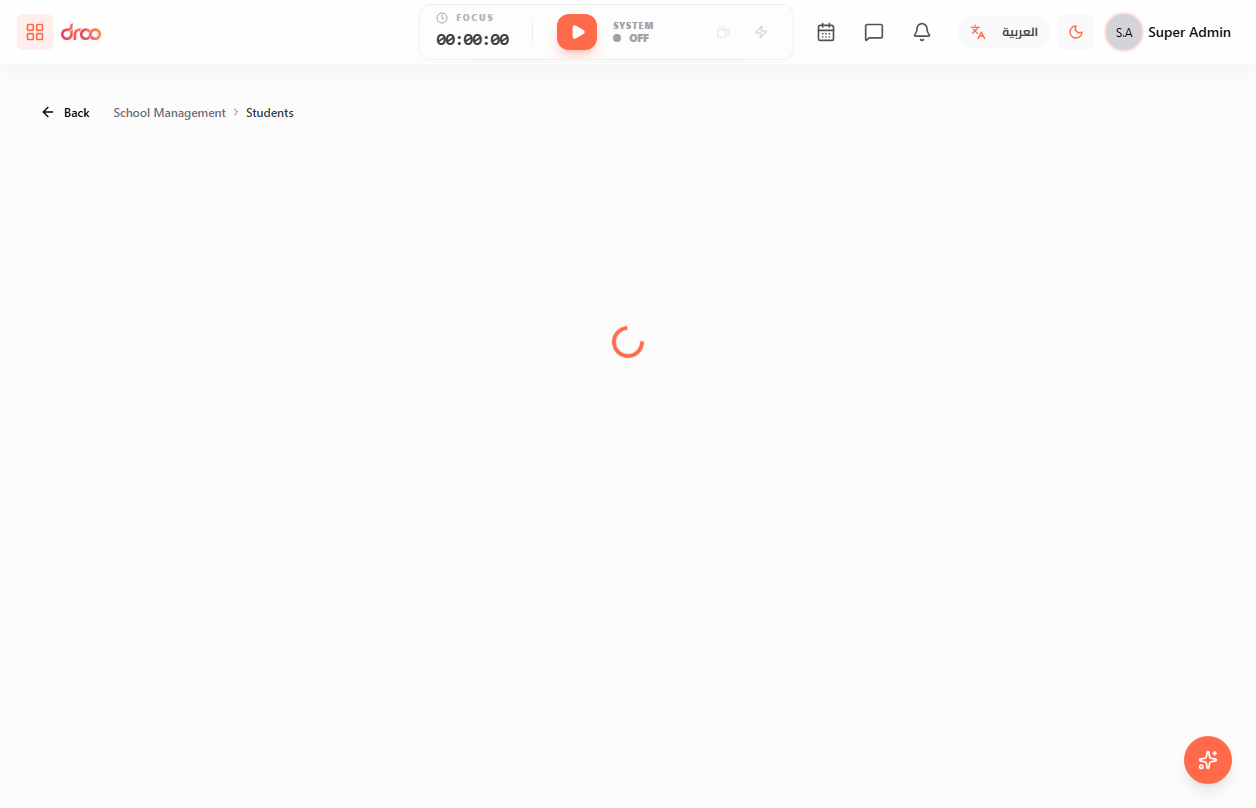 droo
FOCUS
00:00:00
SYSTEM
OFF
العربية
S.A
Super Admin
Back
School Management
Students